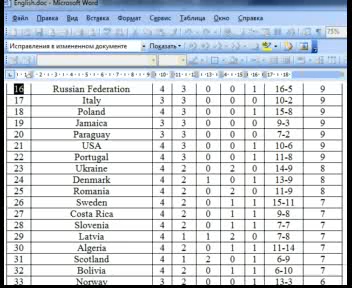 English.doc - Microsoft Word
Файл Правка Вид Вставка Формат Сервис Таблица Окно Справка
75%
Исправления в измененном документе Показать
16 Russian Federation 4 3 0 0 1 16-5 9
17 Italy 3 3 0 0 0 10-2 9
18 Poland 4 3 0 0 1 15-8 9
19 Jamaica 3 3 0 0 0 9-3 9
20 Paraguay 3 3 0 0 0 7-2 9
21 USA 4 3 0 0 1 10-6 9
22 Portugal 4 3 0 0 1 11-8 9
23 Ukraine 4 2 0 2 0 14-9 8
24 Denmark 4 2 1 0 1 13-9 8
25 Romania 4 2 0 2 0 11-9 8
26 Sweden 4 2 0 1 1 15-11 7
27 Costa Rica 4 2 0 1 1 9-8 7
28 Slovenia 4 2 0 1 1 7-7 7
29 Latvia 4 1 1 2 0 7-8 7
30 Algeria 4 2 0 1 1 11-14 7
31 Scotland 4 1 2 0 1 6-9 7
32 Bolivia 4 2 0 1 1 6-10 7
33 Norway 3 2 0 0 1 13-3 6